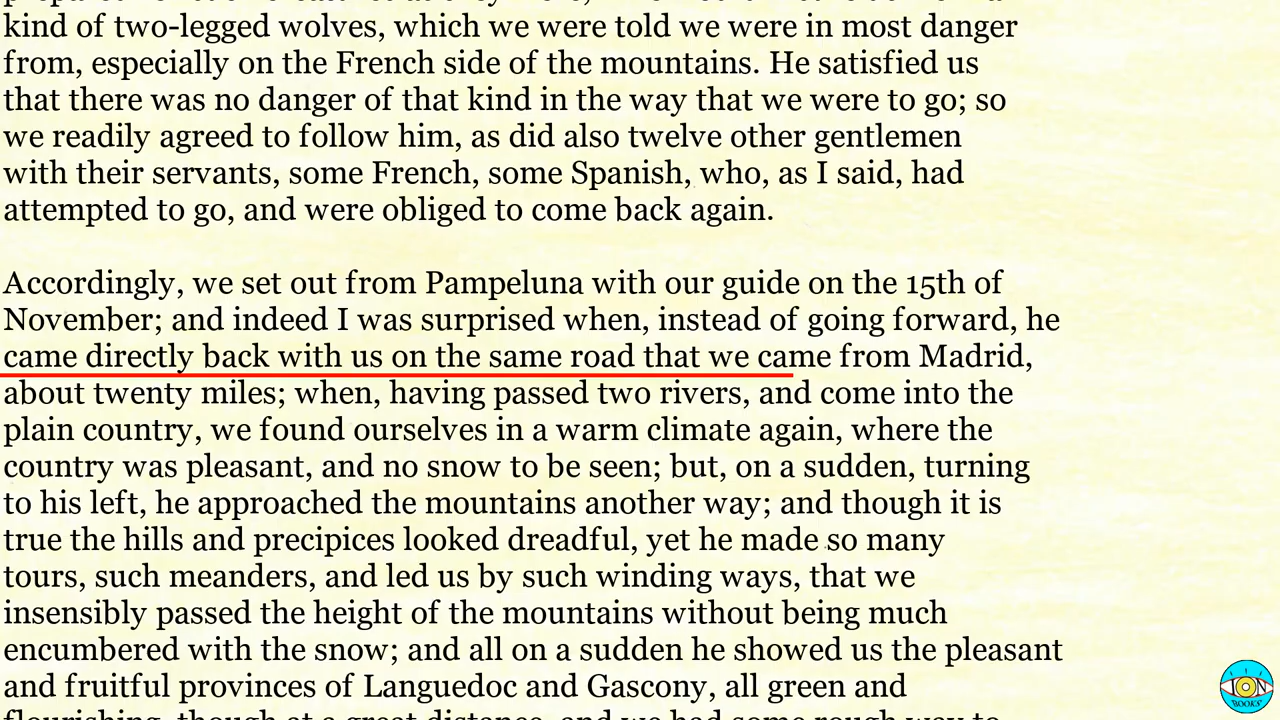 kind of two-legged wolves, which we were told we were in most danger
from, especially on the French side of the mountains. He satisfied us
that there was no danger of that kind in the way that we were to go; so
we readily agreed to follow him, as did also twelve other gentlemen
with their servants, some French, some Spanish, who, as I said, had
attempted to go, and were obliged to come back again.
Accordingly, we set out from Pampeluna with our guide on the 15th of
November; and indeed I was surprised when, instead of going forward, he
came directly back with us on the same road that we came from Madrid,
about twenty miles; when, having passed two rivers, and come into the
plain country, we found ourselves in a warm climate again, where the
country was pleasant, and no snow to be seen; but, on a sudden, turning
to his left, he approached the mountains another way; and though it is
true the hills and precipices looked dreadful, yet he made so many
tours, such meanders, and led us by such winding ways, that we
insensibly passed the height of the mountains without being much
encumbered with the snow; and all on a sudden he showed us the pleasant
and fruitful provinces of Languedoc and Gascony, all green and
ION
BOOKS